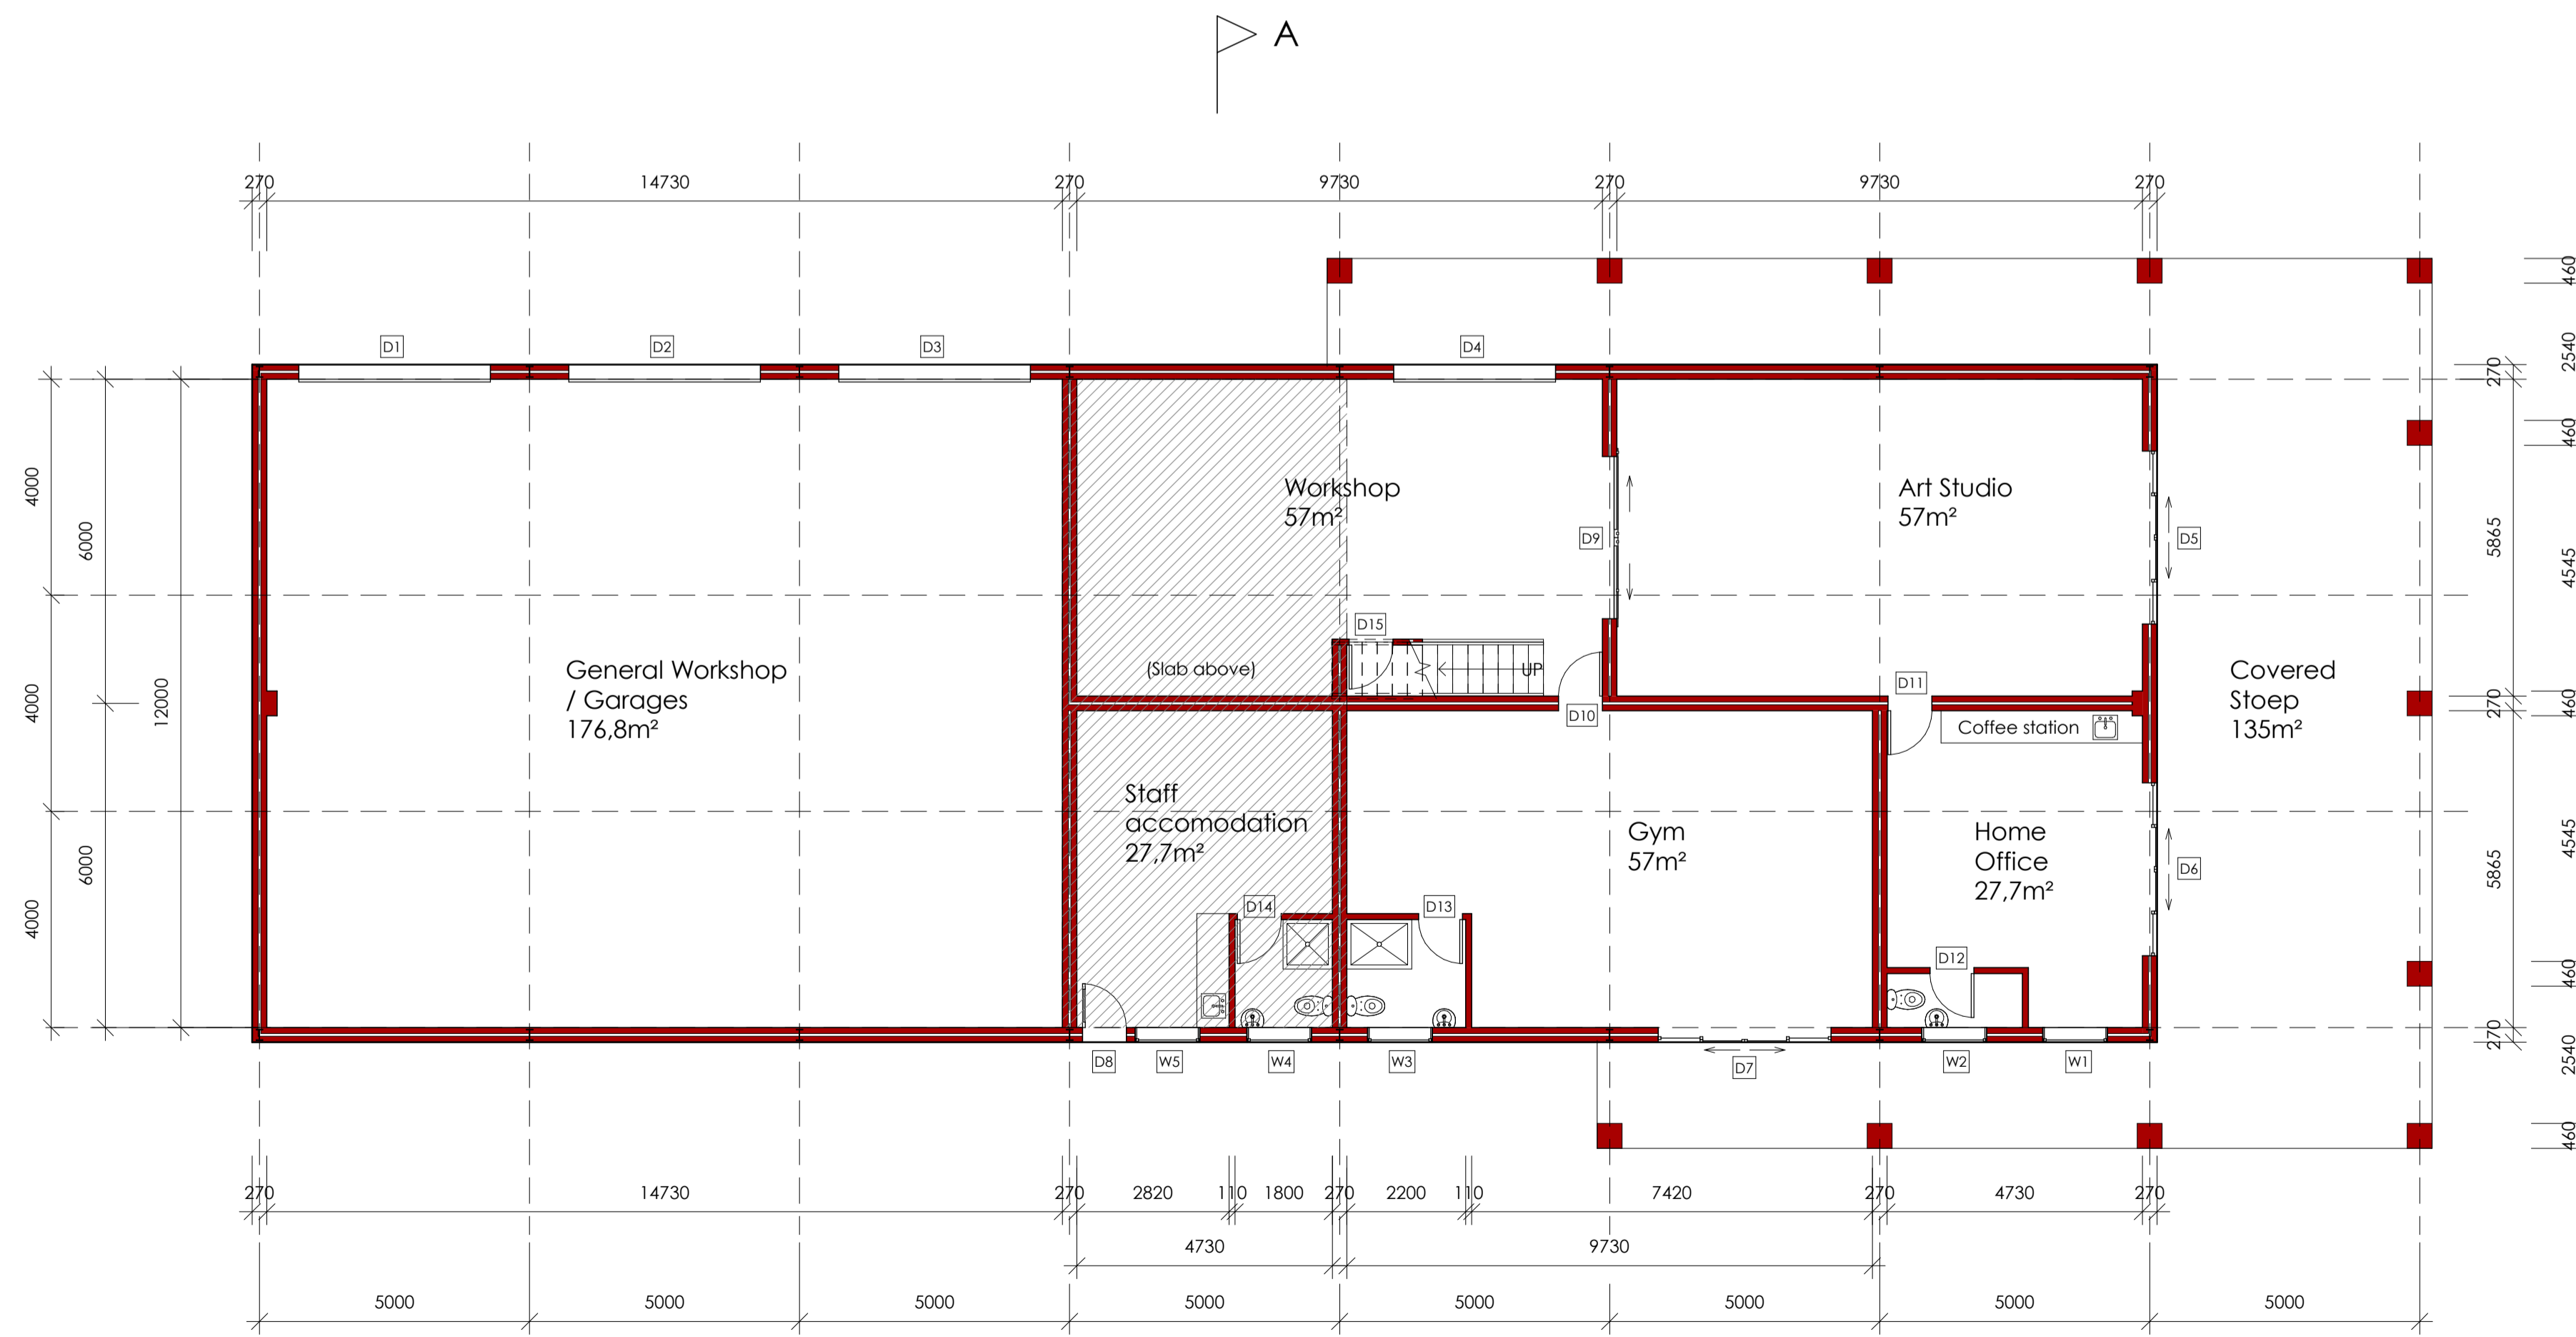 A
270 14730 270 9730 270 9730 270
460
D1 D2 D3 D4
2540
270
460
4000
6000
Workshop
57m²
Art Studio
57m²
D9
D5
5865
4545
D15
(Slab above)
UP
General Workshop
/ Garages
176,8m²
4000
12000
D10
D11
Coffee station
Covered
Stoep
135m²
270
460
Staff
accomodation
27,7m²
Gym
57m²
Home
Office
27,7m²
6000
4000
D6
5865
4545
D14
D13
D12
460
270
D8 W5 W4 W3 D7 W2 W1
2540
460
270 14730 270 2820 110 1800 270 2200 110 7420 270 4730 270
4730 9730
5000 5000 5000 5000 5000 5000 5000 5000